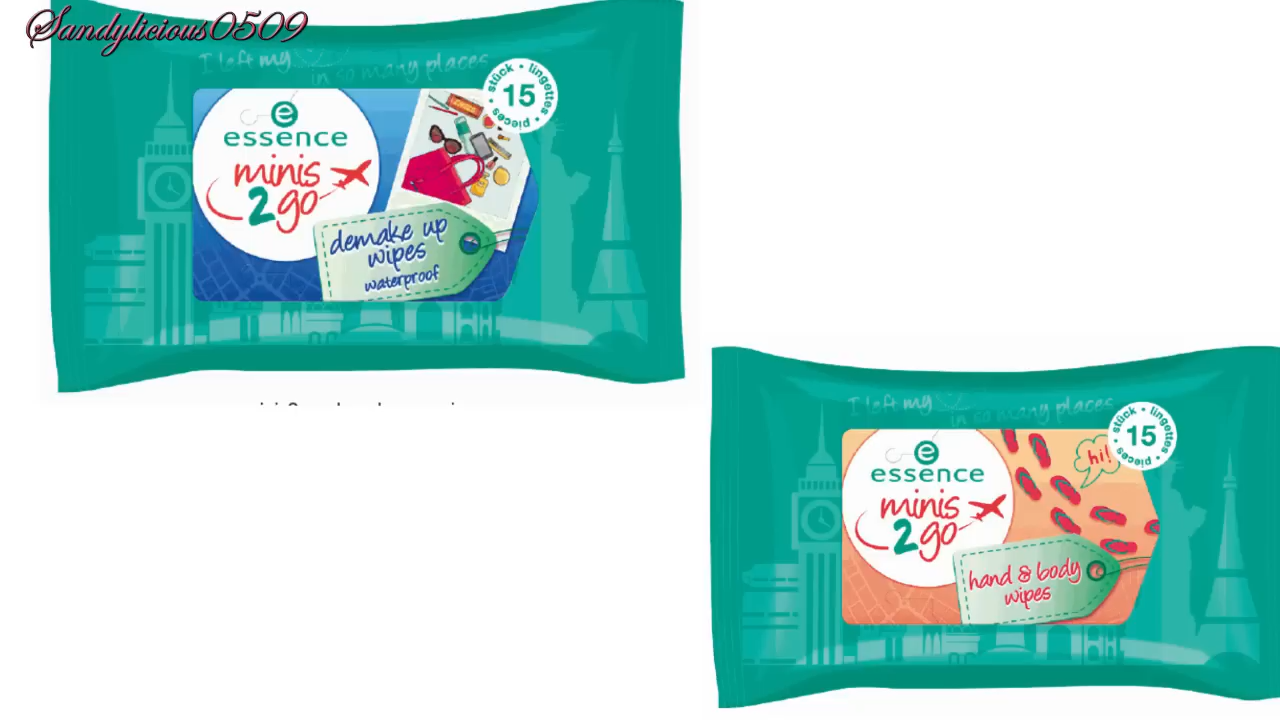 Sandylicious0509
I left my
in so many places
stück • lingettes • pieces •
15
e
essence
minis
2go
demake up
wipes
waterproof
I left my
in so many places
stück • lingettes • pieces •
15
hi!
e
essence
minis
2go
hand & body
wipes